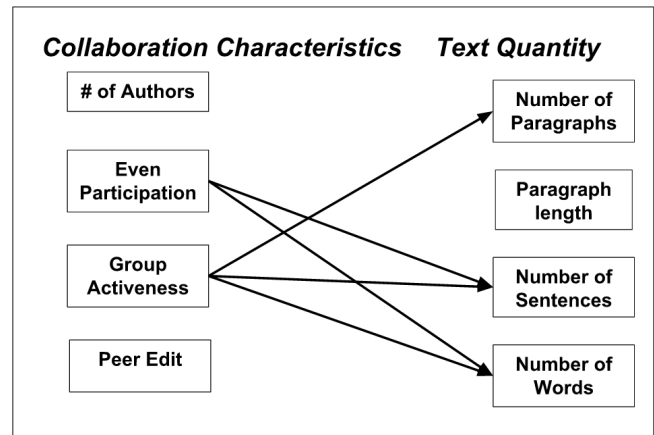 Collaboration Characteristics Text Quantity
# of Authors
Even
Participation
Group
Activeness
Peer Edit
Number of
Paragraphs
Paragraph
length
Number of
Sentences
Number of
Words